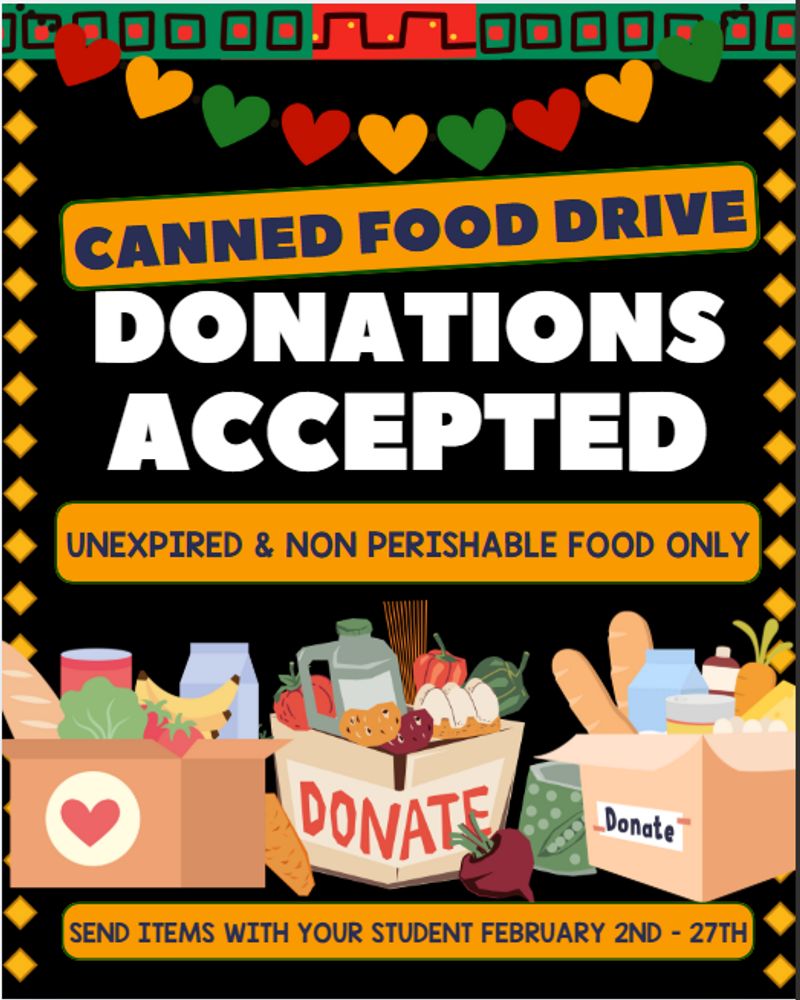 CANNED FOOD DRIVE
DONATIONS
ACCEPTED
UNEXPIRED & NON PERISHABLE FOOD ONLY
DONATE
Donate
SEND ITEMS WITH YOUR STUDENT FEBRUARY 2ND - 27TH